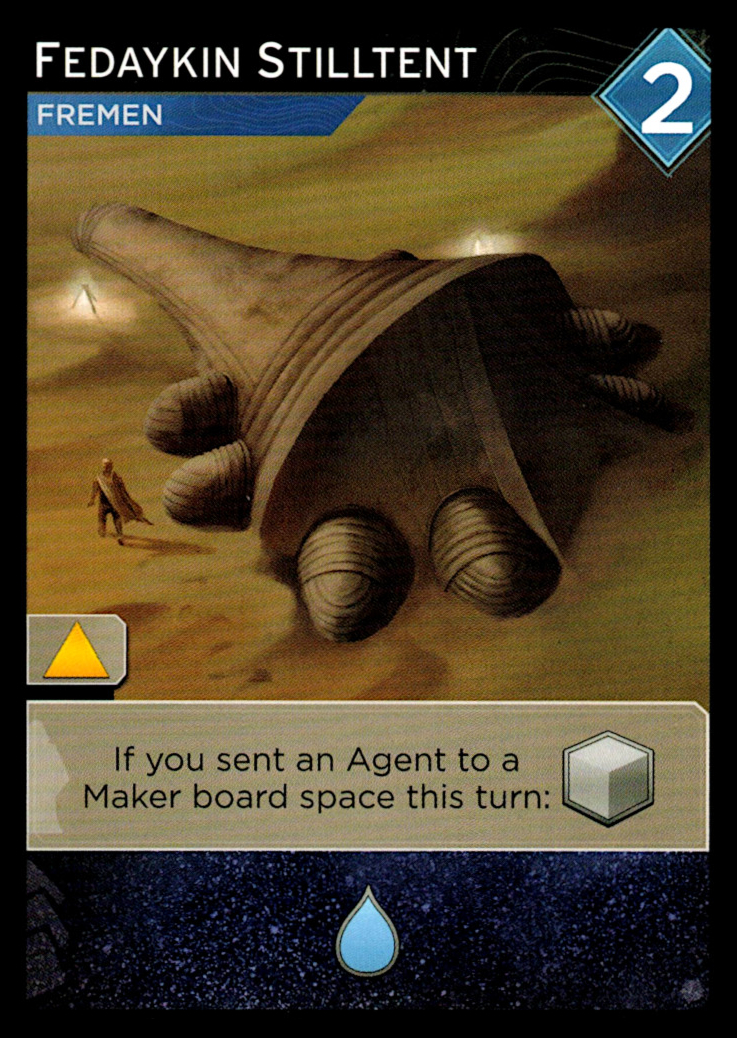 FEDAYKIN STILLTENT
2
FREMEN
If you sent an Agent to a
Maker board space this turn: